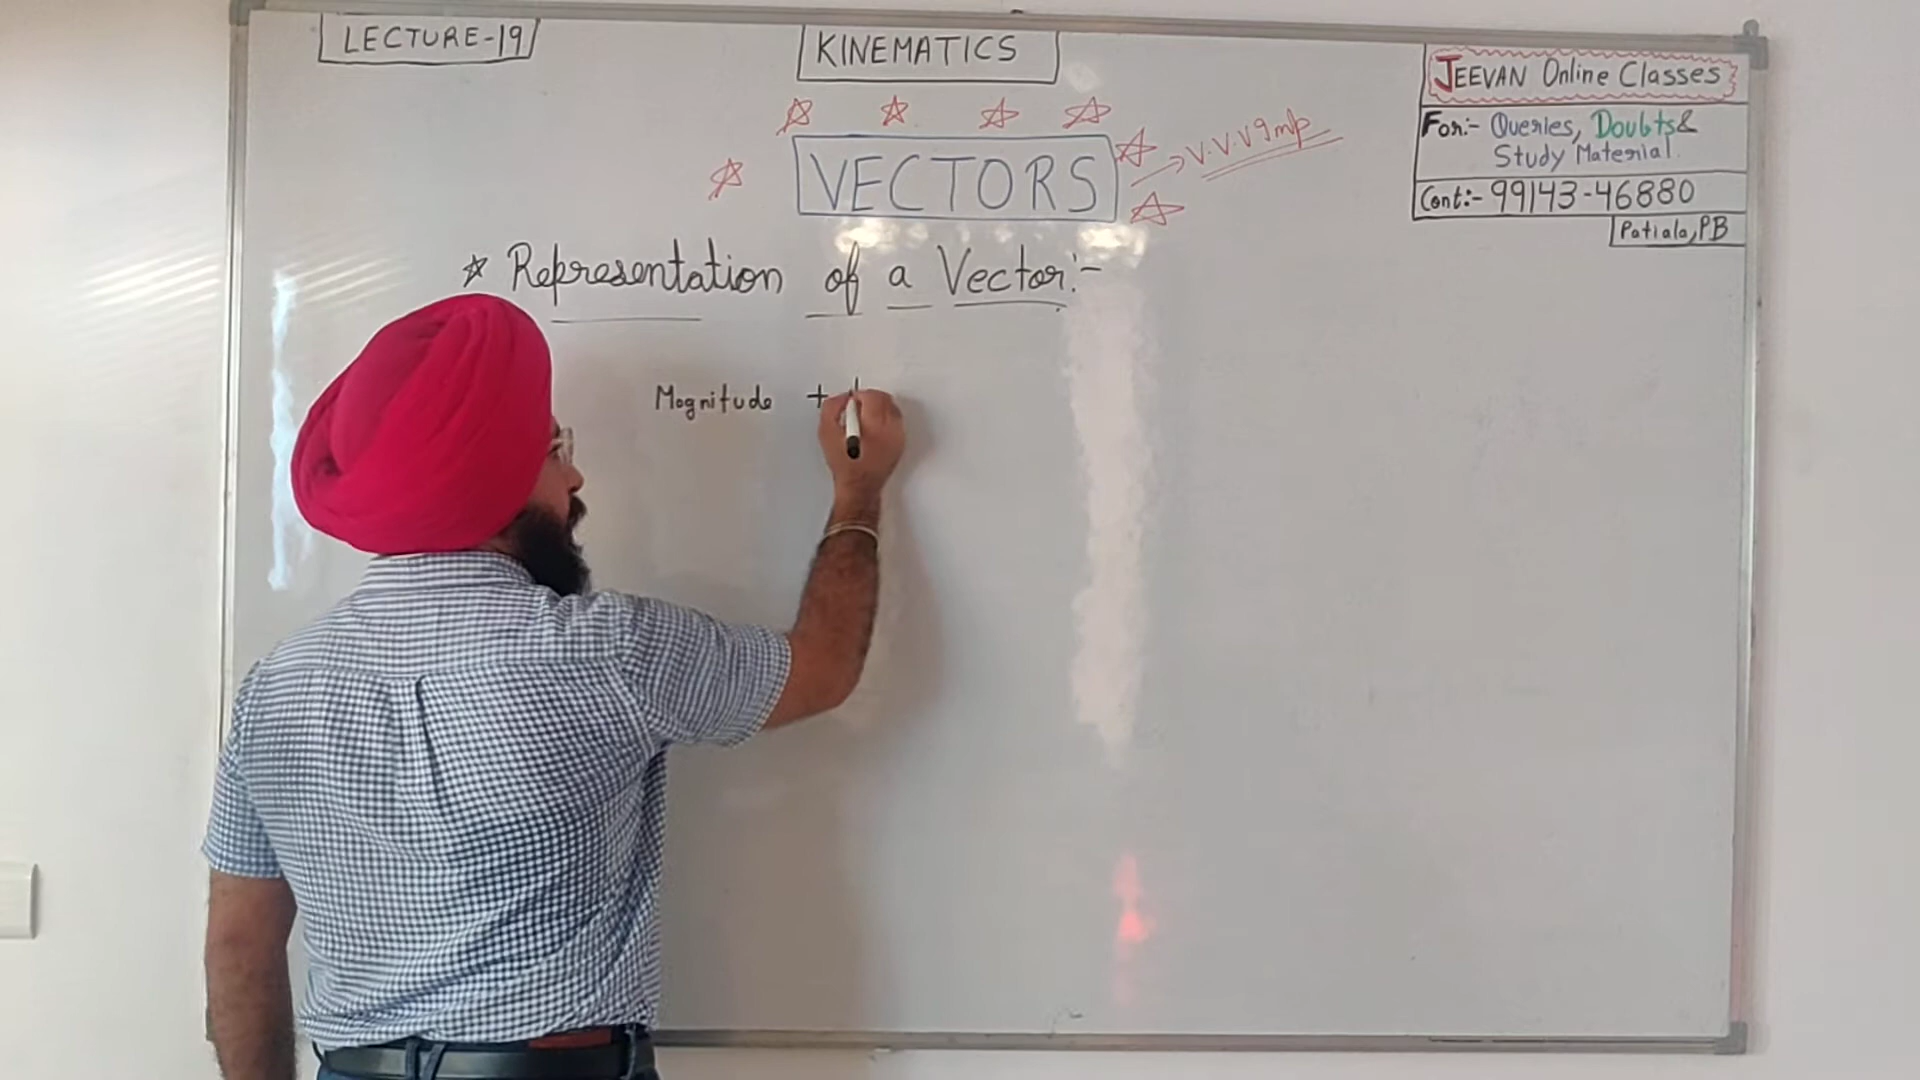 LECTURE-19
KINEMATICS
JEEVAN Online Classes
For:- Queries, Doubts &
Study Material
Cont:- 99143-46880
Patiala, PB
VECTORS
V.V.V Imp
Representation of a Vector:-
Magnitude +